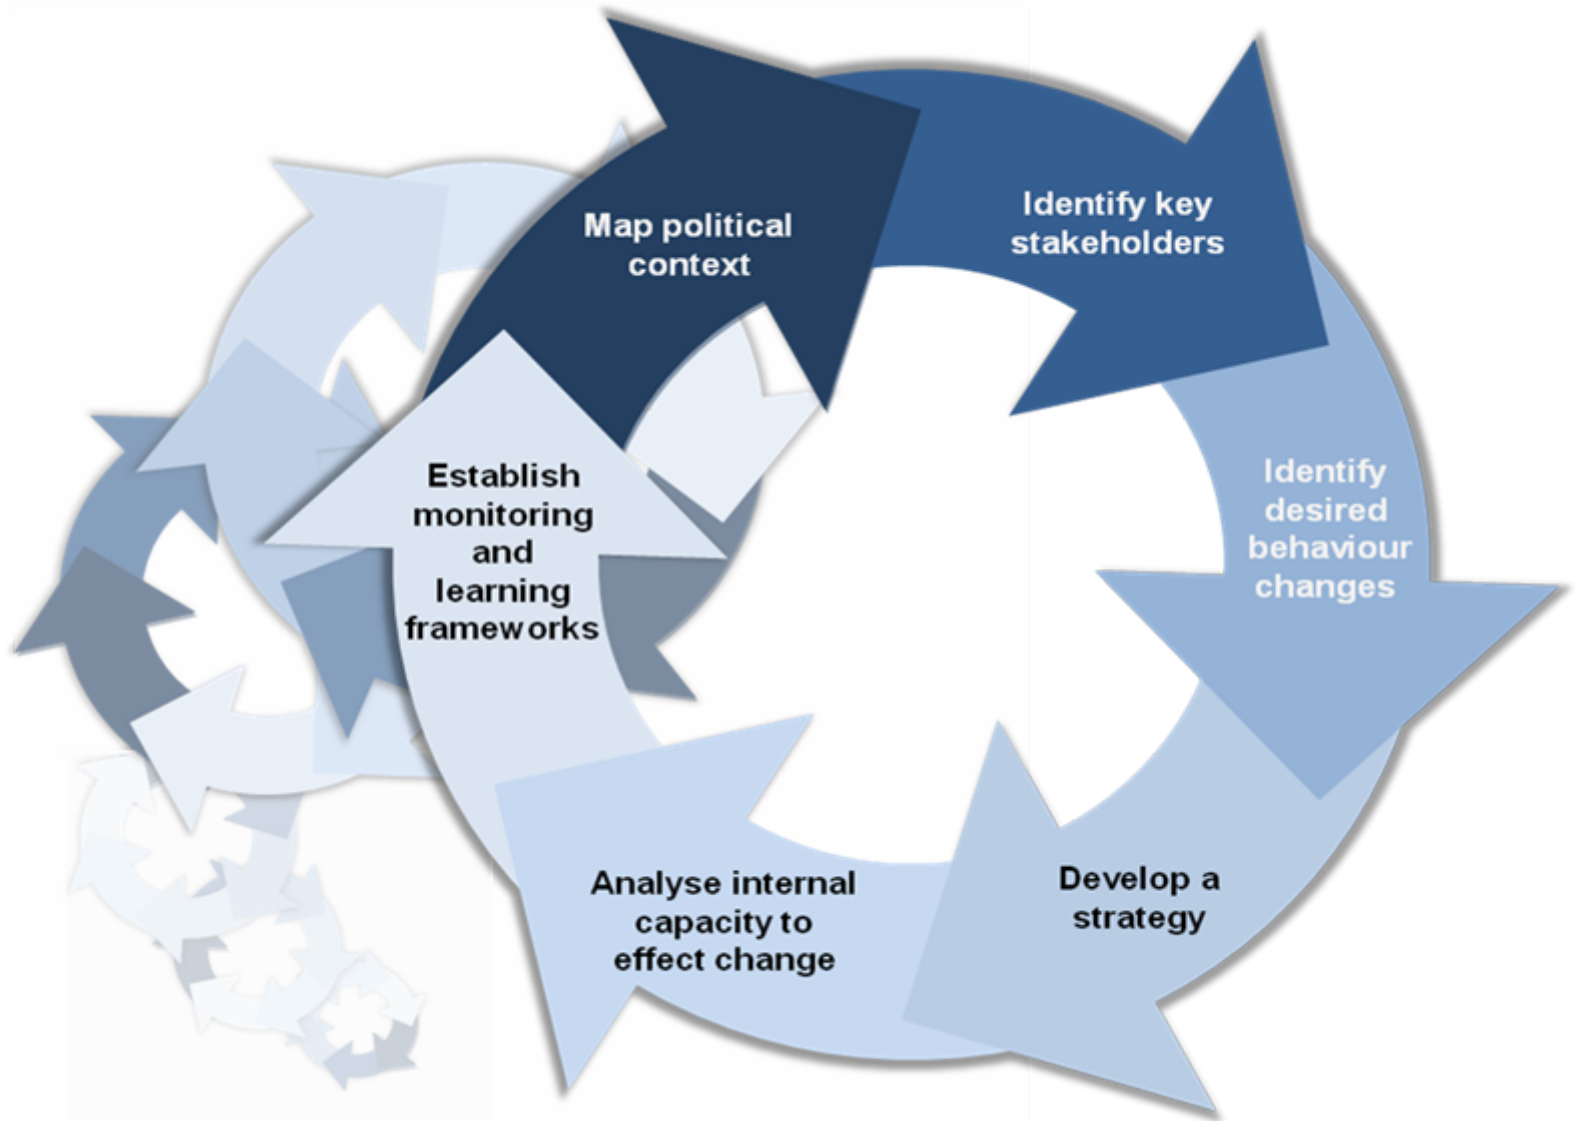 Map political
context
Identify key
stakeholders
Identify
desired
behaviour
changes
Develop a
strategy
Analyse internal
capacity to
effect change
Establish
monitoring
and
learning
frameworks